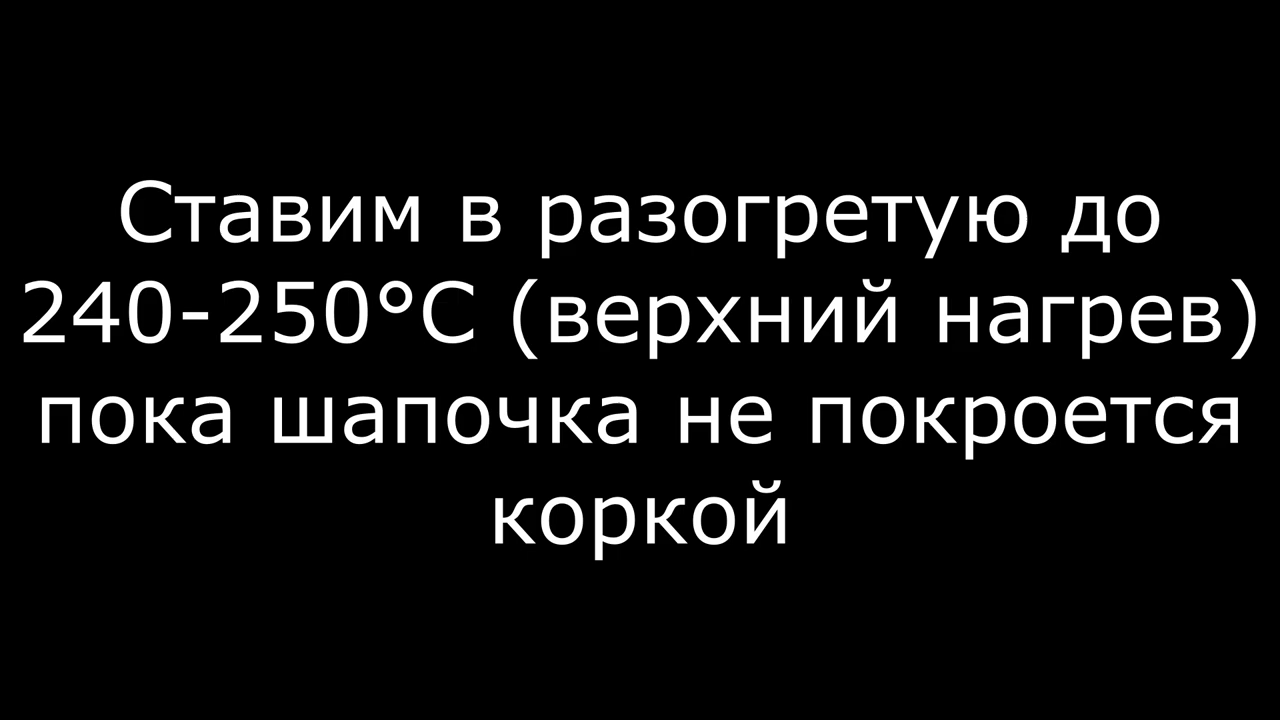 Ставим в разогретую до
240-250°C (верхний нагрев)
пока шапочка не покроется
коркой